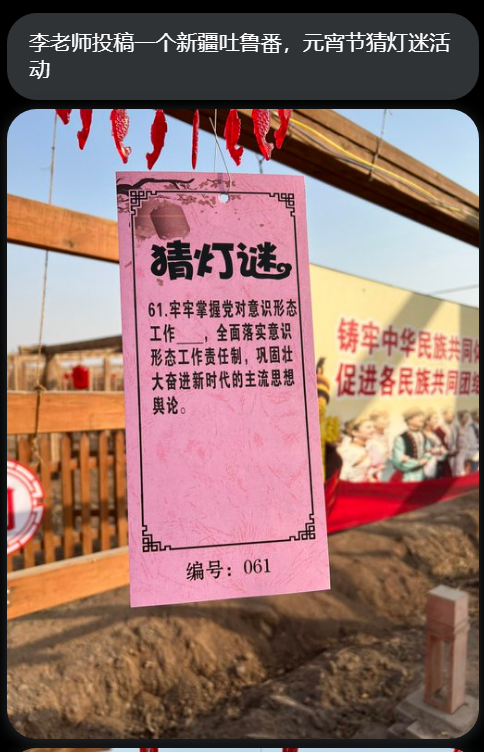 李老师投稿一个新疆吐鲁番，元宵节猜灯谜活
动
猜灯谜
61.牢牢掌握党对意识形态
工作___，全面落实意识
形态工作责任制，巩固壮
大奋进新时代的主流思想
舆论。
编号：061
铸牢中华民族共同体
促进各民族共同团结